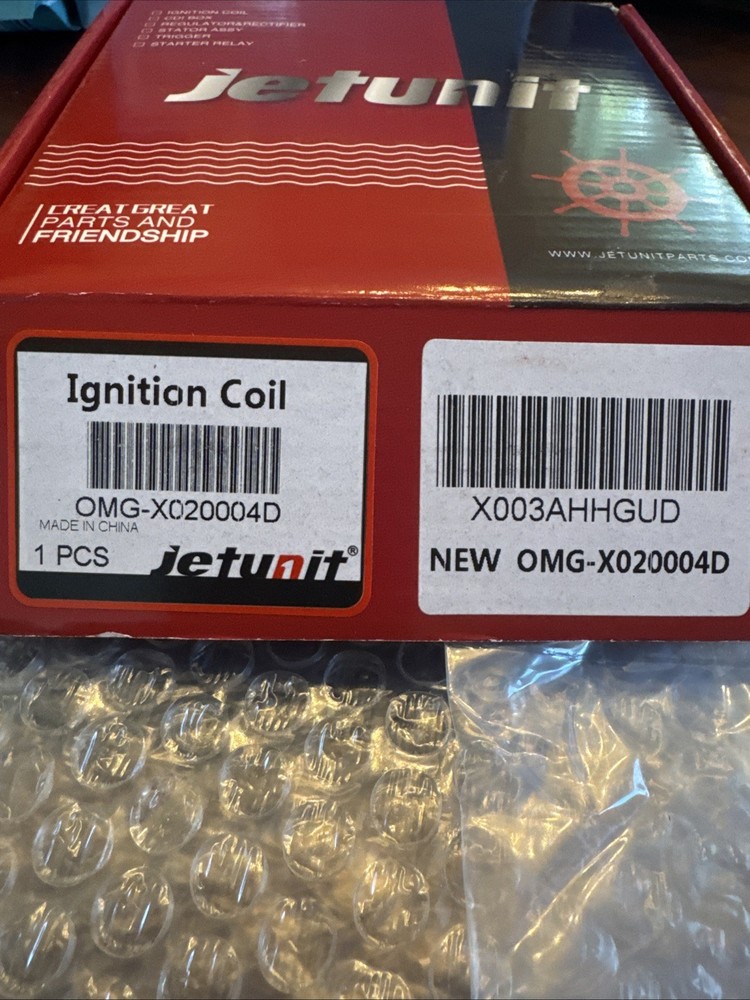 IGNITION COIL
CDI BOX
REGULATOR&RECTIFIER
STATOR ASSY
TRIGGER
STARTER RELAY
jetunit
CREAT GREAT
PARTS AND
FRIENDSHIP
WWW.JETUNITPARTS.CO
Ignition Coil
OMG-X020004D
MADE IN CHINA
1 PCS
jetunit®
X003AHHGUD
NEW OMG-X020004D